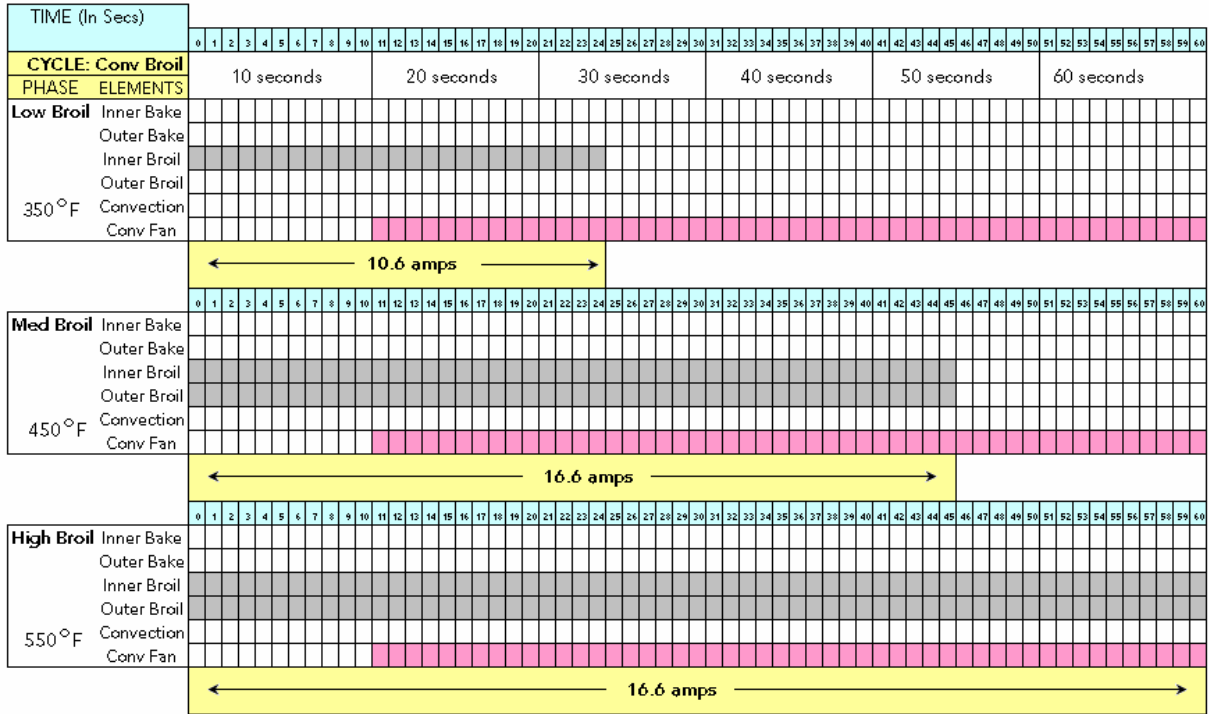 TIME (In Secs)
0 1 2 3 4 5 6 7 8 9 10 11 12 13 14 15 16 17 18 19 20 21 22 23 24 25 26 27 28 29 30 31 32 33 34 35 36 37 38 39 40 41 42 43 44 45 46 47 48 49 50 51 52 53 54 55 56 57 58 59 60
CYCLE: Conv Broil
10 seconds 20 seconds 30 seconds 40 seconds 50 seconds 60 seconds
PHASE ELEMENTS
Low Broil Inner Bake
Outer Bake
Inner Broil
Outer Broil
350°F Convection
Conv Fan
10.6 amps
0 1 2 3 4 5 6 7 8 9 10 11 12 13 14 15 16 17 18 19 20 21 22 23 24 25 26 27 28 29 30 31 32 33 34 35 36 37 38 39 40 41 42 43 44 45 46 47 48 49 50 51 52 53 54 55 56 57 58 59 60
Med Broil Inner Bake
Outer Bake
Inner Broil
Outer Broil
450°F Convection
Conv Fan
16.6 amps
0 1 2 3 4 5 6 7 8 9 10 11 12 13 14 15 16 17 18 19 20 21 22 23 24 25 26 27 28 29 30 31 32 33 34 35 36 37 38 39 40 41 42 43 44 45 46 47 48 49 50 51 52 53 54 55 56 57 58 59 60
High Broil Inner Bake
Outer Bake
Inner Broil
Outer Broil
550°F Convection
Conv Fan
16.6 amps